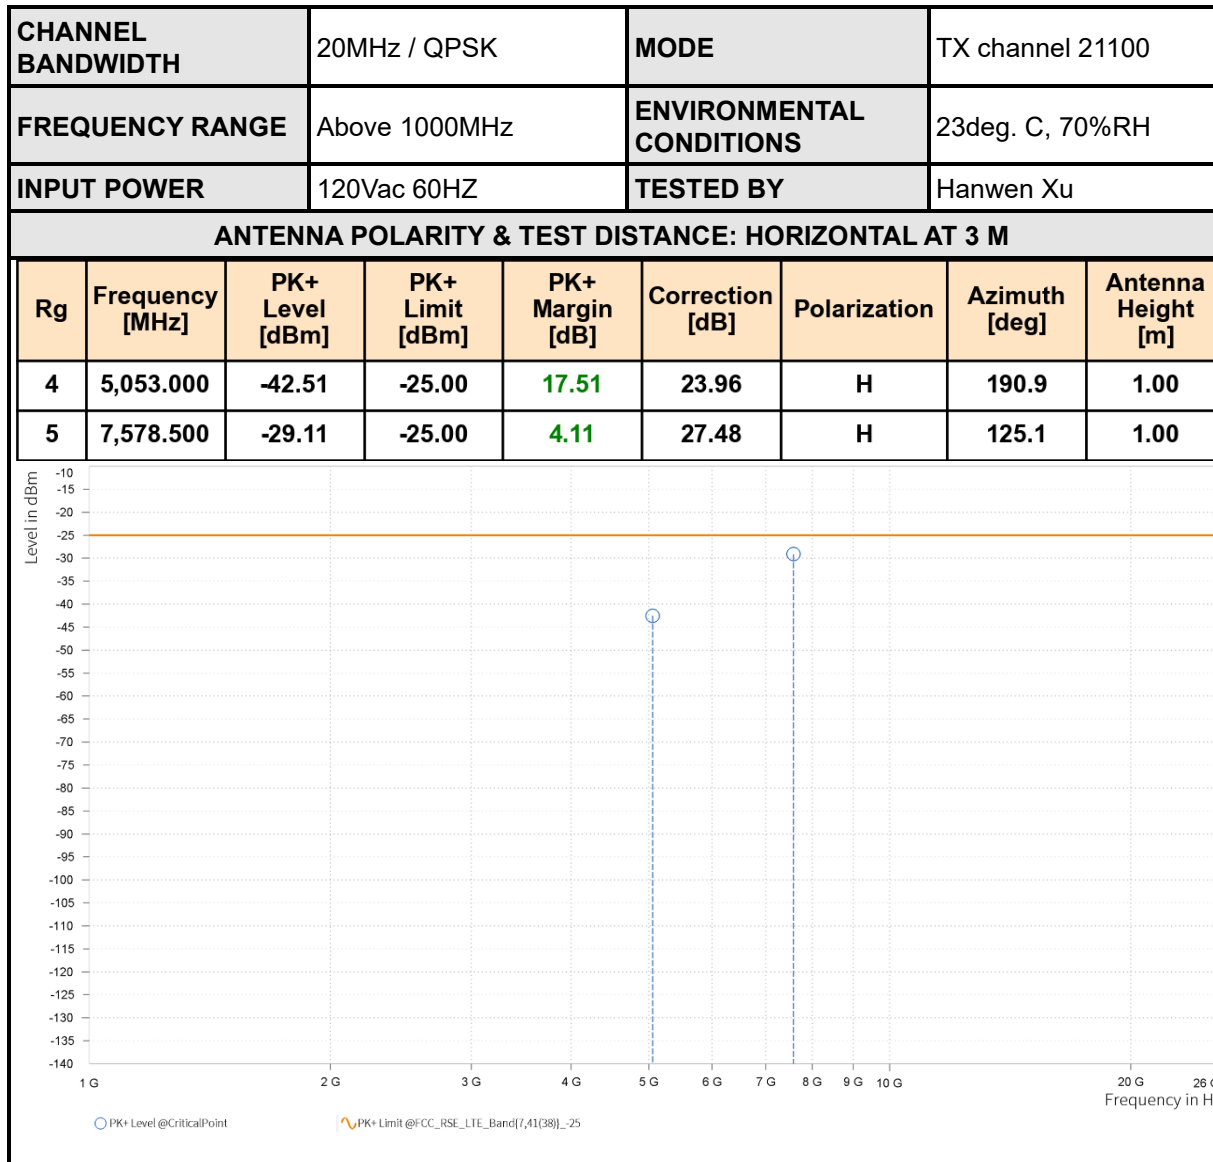 CHANNEL BANDWIDTH 20MHz / QPSK MODE TX channel 21100
FREQUENCY RANGE Above 1000MHz ENVIRONMENTAL CONDITIONS 23deg. C, 70%RH
INPUT POWER 120Vac 60HZ TESTED BY Hanwen Xu
ANTENNA POLARITY & TEST DISTANCE: HORIZONTAL AT 3 M
Rg Frequency [MHz] PK+ Level [dBm] PK+ Limit [dBm] PK+ Margin [dB] Correction [dB] Polarization Azimuth [deg] Antenna Height [m]
4 5,053.000 -42.51 -25.00 17.51 23.96 H 190.9 1.00
5 7,578.500 -29.11 -25.00 4.11 27.48 H 125.1 1.00
Level in dBm
-10
-15
-20
-25
-30
-35
-40
-45
-50
-55
-60
-65
-70
-75
-80
-85
-90
-95
-100
-105
-110
-115
-120
-125
-130
-135
-140
1 G 2 G 3 G 4 G 5 G 6 G 7 G 8 G 9 G 10 G 20 G 26 G
Frequency in H
PK+ Level @CriticalPoint PK+ Limit @FCC_RSE_LTE_Band{7,41(38)}_-25